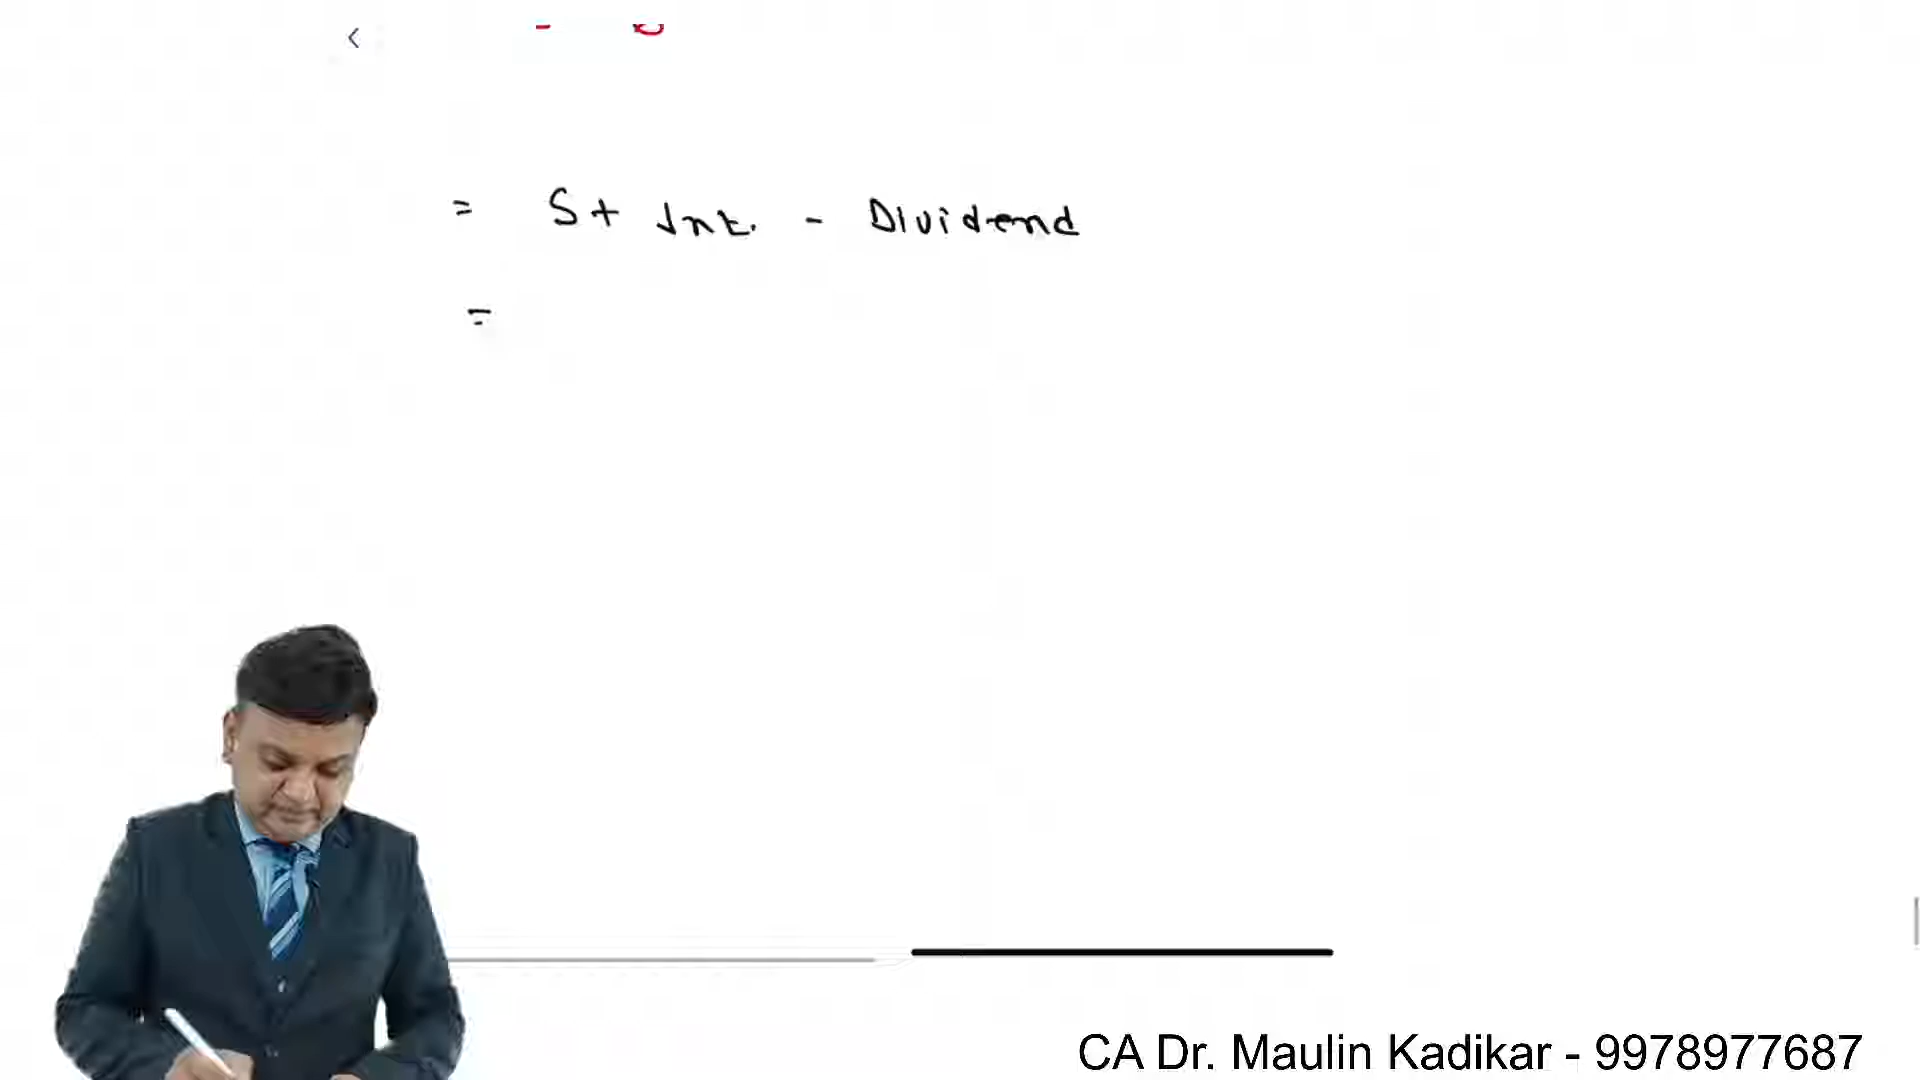 = S + Int. - Dividend
=
CA Dr. Maulin Kadikar - 9978977687